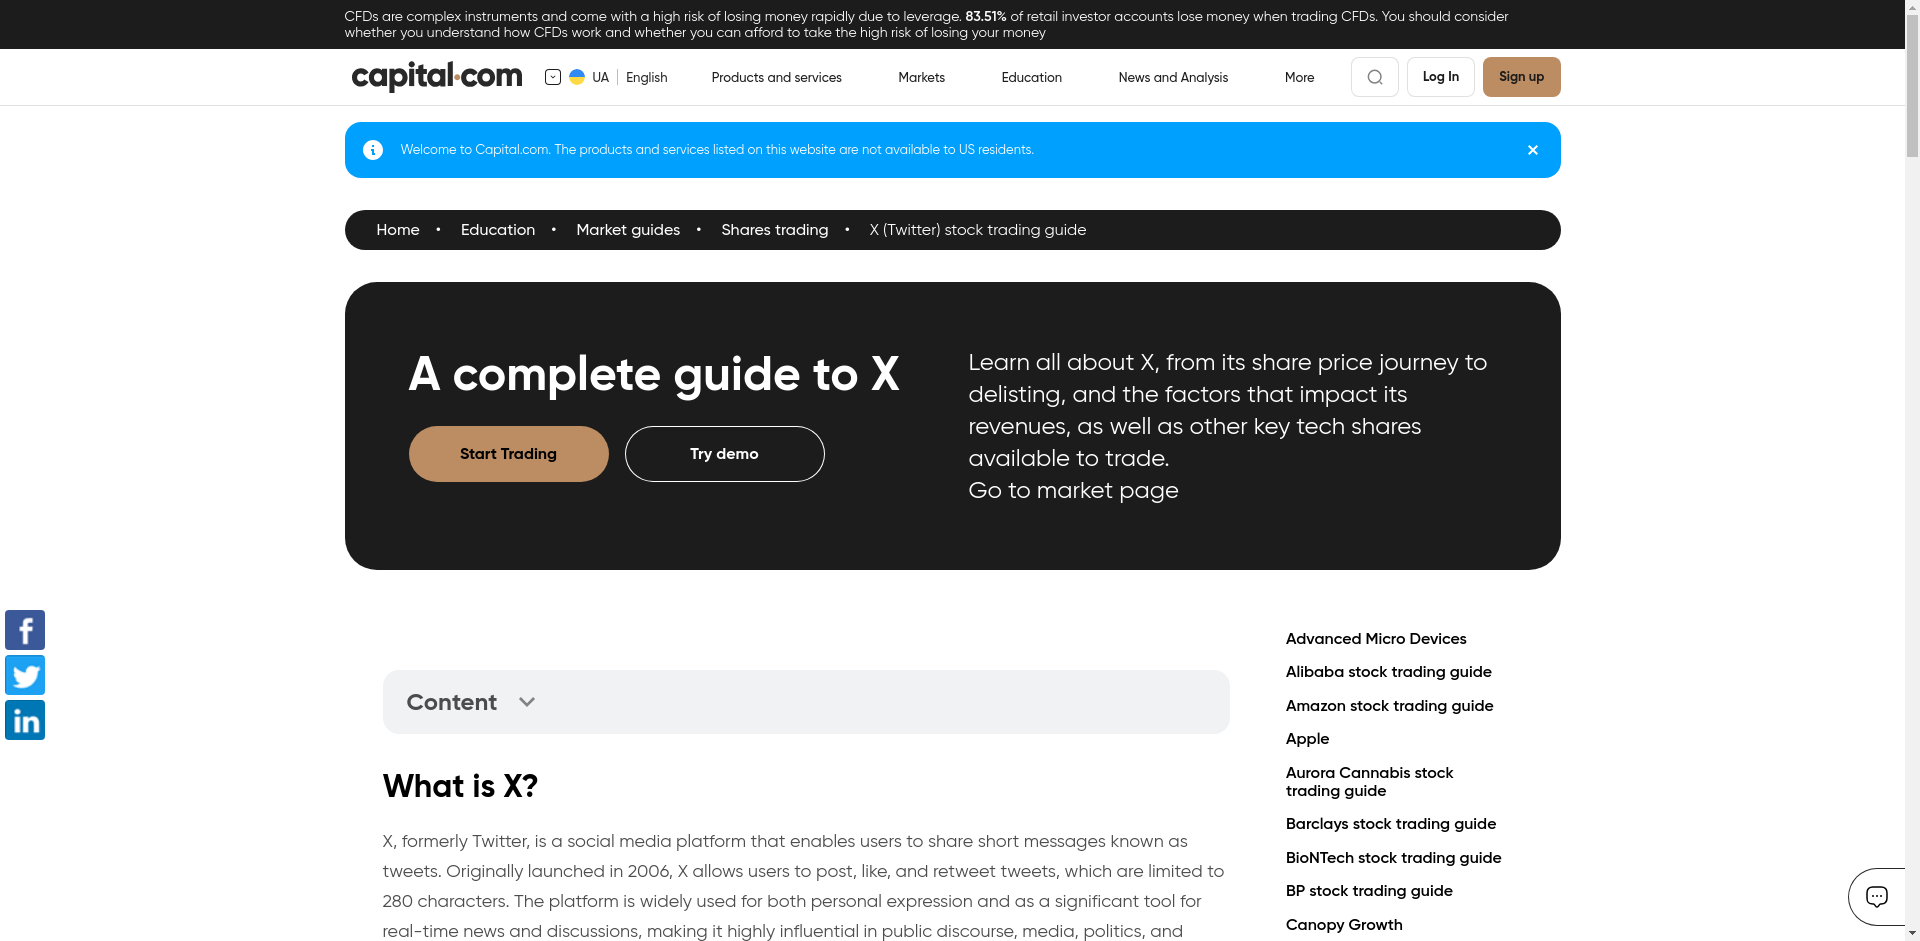 CFDs are complex instruments and come with a high risk of losing money rapidly due to leverage. 83.51% of retail investor accounts lose money when trading CFDs. You should consider
whether you understand how CFDs work and whether you can afford to take the high risk of losing your money
capital.com
UA English
Products and services
Markets
Education
News and Analysis
More
Log In
Sign up
Welcome to Capital.com. The products and services listed on this website are not available to US residents.
Home • Education • Market guides • Shares trading • X (Twitter) stock trading guide
A complete guide to X
Start Trading
Try demo
Learn all about X, from its share price journey to
delisting, and the factors that impact its
revenues, as well as other key tech shares
available to trade.
Go to market page
Content
What is X?
X, formerly Twitter, is a social media platform that enables users to share short messages known as
tweets. Originally launched in 2006, X allows users to post, like, and retweet tweets, which are limited to
280 characters. The platform is widely used for both personal expression and as a significant tool for
real-time news and discussions, making it highly influential in public discourse, media, politics, and
Advanced Micro Devices
Alibaba stock trading guide
Amazon stock trading guide
Apple
Aurora Cannabis stock
trading guide
Barclays stock trading guide
BioNTech stock trading guide
BP stock trading guide
Canopy Growth